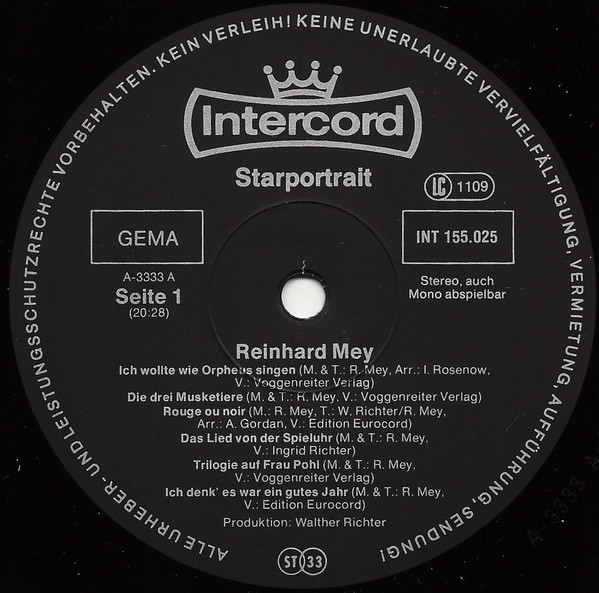 ALLE URHEBER- UND LEISTUNGSSCHUTZRECHTE VORBEHALTEN. KEIN VERLEIH! KEINE UNERLAUBTE VERVIELFÄLTIGUNG, VERMIETUNG, AUFFÜHRUNG, SENDUNG!
Intercord
Starportrait
LC 1109
GEMA
INT 155.025
A-3333 A
Seite 1
(20:28)
Stereo, auch
Mono abspielbar
Reinhard Mey
Ich wollte wie Orpheus singen (M. & T.: R. Mey, Arr.: I. Rosenow,
V.: Voggenreiter Verlag)
Die drei Musketiere (M. & T.: R. Mey, V.: Voggenreiter Verlag)
Rouge ou noir (M.: R. Mey, T.: W. Richter/R. Mey,
Arr.: A. Gordan, V.: Edition Eurocord)
Das Lied von der Spieluhr (M. & T.: R. Mey,
V.: Ingrid Richter)
Trilogie auf Frau Pohl (M. & T.: R. Mey,
V.: Voggenreiter Verlag)
Ich denk' es war ein gutes Jahr (M. & T.: R. Mey,
V.: Edition Eurocord)
Produktion: Walther Richter
ST 33
A-3333 A